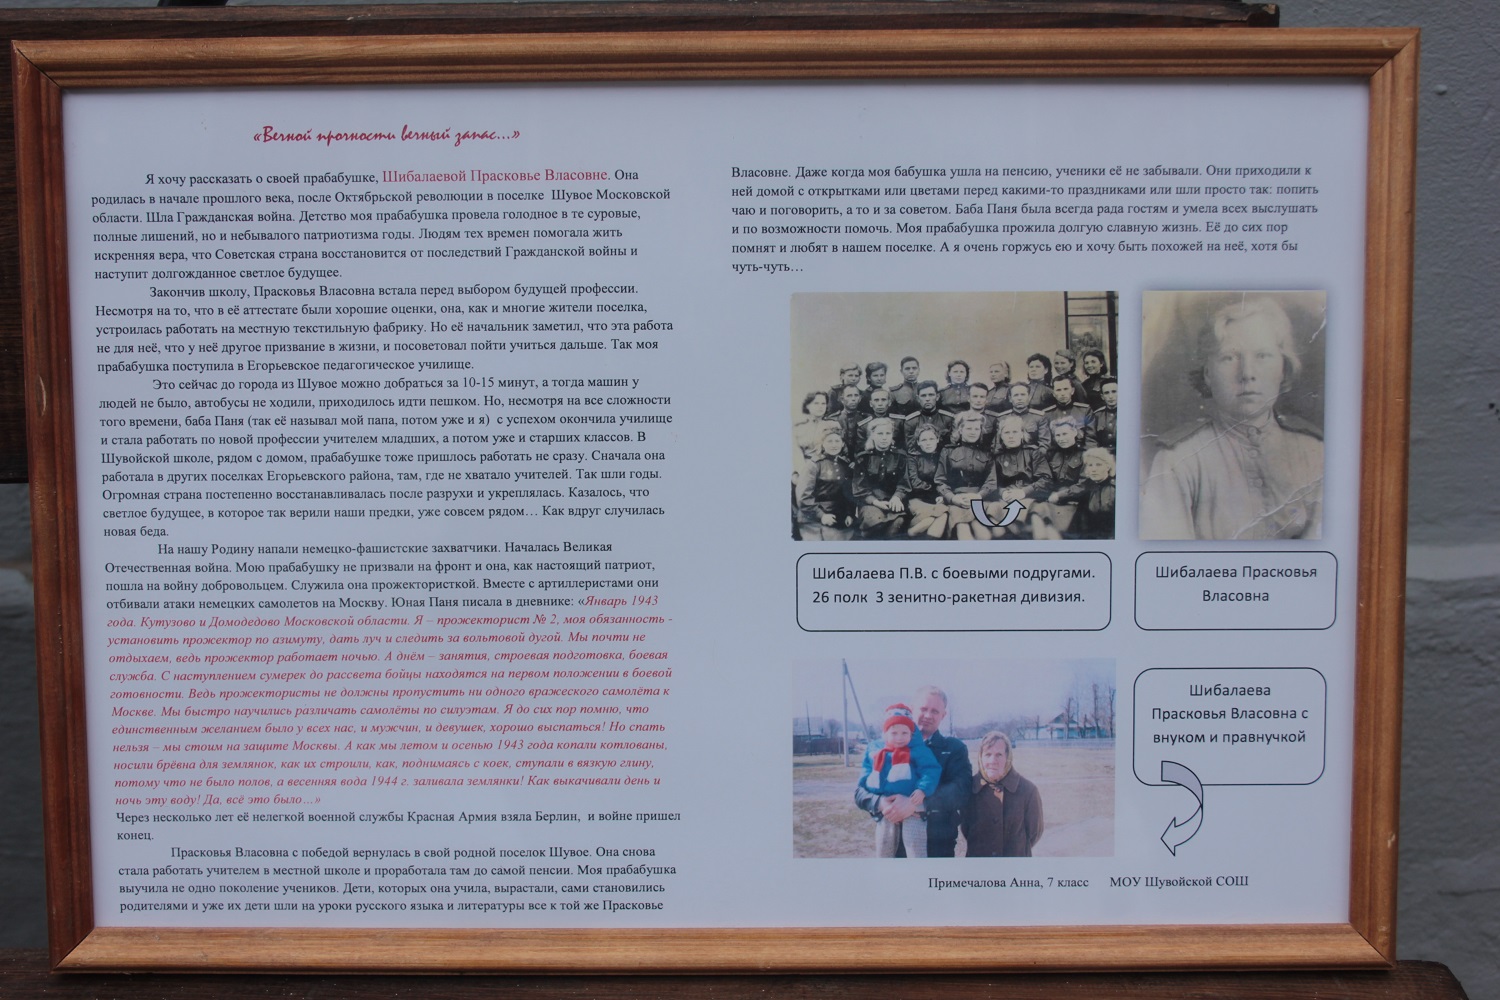 «Вечной прочности вечный запас...»
Я хочу рассказать о своей прабабушке, Шибалаевой Прасковье Власовне. Она
родилась в начале прошлого века, после Октябрьской революции в поселке Шувое Московской
области. Шла Гражданская война. Детство моя прабабушка провела голодное в те суровые,
полные лишений, но и небывалого патриотизма годы. Людям тех времен помогала жить
искренняя вера, что Советская страна восстановится от последствий Гражданской войны и
наступит долгожданное светлое будущее.
Закончив школу, Прасковья Власовна встала перед выбором будущей профессии.
Несмотря на то, что в её аттестате были хорошие оценки, она, как и многие жители поселка,
устроилась работать на местную текстильную фабрику. Но её начальник заметил, что эта работа
не для неё, что у неё другое призвание в жизни, и посоветовал пойти учиться дальше. Так моя
прабабушка поступила в Егорьевское педагогическое училище.
Это сейчас до города из Шувое можно добраться за 10-15 минут, а тогда машин у
людей не было, автобусы не ходили, приходилось идти пешком. Но, несмотря на все сложности
того времени, баба Паня (так её называл мой папа, потом уже и я) с успехом окончила училище
и стала работать по новой профессии учителем младших, а потом уже и старших классов. В
Шувойской школе, рядом с домом, прабабушке тоже пришлось работать не сразу. Сначала она
работала в других поселках Егорьевского района, там, где не хватало учителей. Так шли годы.
Огромная страна постепенно восстанавливалась после разрухи и укреплялась. Казалось, что
светлое будущее, в которое так верили наши предки, уже совсем рядом… Как вдруг случилась
новая беда.
На нашу Родину напали немецко-фашистские захватчики. Началась Великая
Отечественная война. Мою прабабушку не призвали на фронт и она, как настоящий патриот,
пошла на войну добровольцем. Служила она прожектористкой. Вместе с артиллеристами они
отбивали атаки немецких самолетов на Москву. Юная Паня писала в дневнике: «Январь 1943
года. Кутузово и Домодедово Московской области. Я – прожекторист № 2, моя обязанность -
установить прожектор по азимуту, дать луч и следить за вольтовой дугой. Мы почти не
отдыхаем, ведь прожектор работает ночью. А днём – занятия, строевая подготовка, боевая
служба. С наступлением сумерек до рассвета бойцы находятся на первом положении в боевой
готовности. Ведь прожектористы не должны пропустить ни одного вражеского самолёта к
Москве. Мы быстро научились различать самолёты по силуэтам. Я до сих пор помню, что
единственным желанием было у всех нас, и мужчин, и девушек, хорошо выспаться! Но спать
нельзя – мы стоим на защите Москвы. А как мы летом и осенью 1943 года копали котлованы,
носили брёвна для землянок, как их строили, как, поднимаясь с коек, ступали в вязкую глину,
потому что не было полов, а весенняя вода 1944 г. заливала землянки! Как выкачивали день и
ночь эту воду! Да, всё это было…»
Через несколько лет её нелегкой военной службы Красная Армия взяла Берлин, и войне пришел
конец.
Прасковья Власовна с победой вернулась в свой родной поселок Шувое. Она снова
стала работать учителем в местной школе и проработала там до самой пенсии. Моя прабабушка
выучила не одно поколение учеников. Дети, которых она учила, вырастали, сами становились
родителями и уже их дети шли на уроки русского языка и литературы все к той же Прасковье
Власовне. Даже когда моя бабушка ушла на пенсию, ученики её не забывали. Они приходили к
ней домой с открытками или цветами перед какими-то праздниками или шли просто так: попить
чаю и поговорить, а то и за советом. Баба Паня была всегда рада гостям и умела всех выслушать
и по возможности помочь. Моя прабабушка прожила долгую славную жизнь. Её до сих пор
помнят и любят в нашем поселке. А я очень горжусь ею и хочу быть похожей на неё, хотя бы
чуть-чуть…
Шибалаева П.В. с боевыми подругами.
26 полк 3 зенитно-ракетная дивизия.
Шибалаева Прасковья
Власовна
Шибалаева
Прасковья Власовна с
внуком и правнучкой
Примечалова Анна, 7 класс МОУ Шувойской СОШ